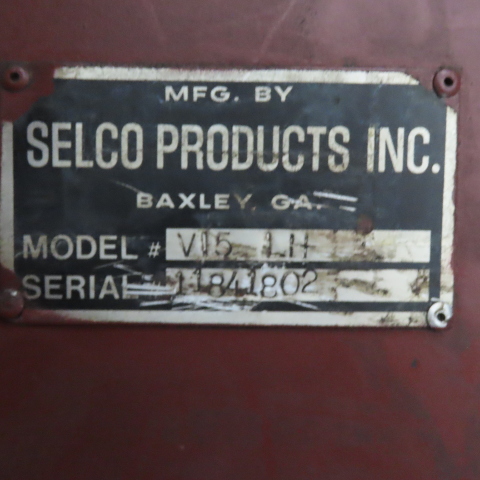 MFG. BY
SELCO PRODUCTS INC.
BAXLEY, GA.
MODEL # V15 LH
SERIAL 11841802